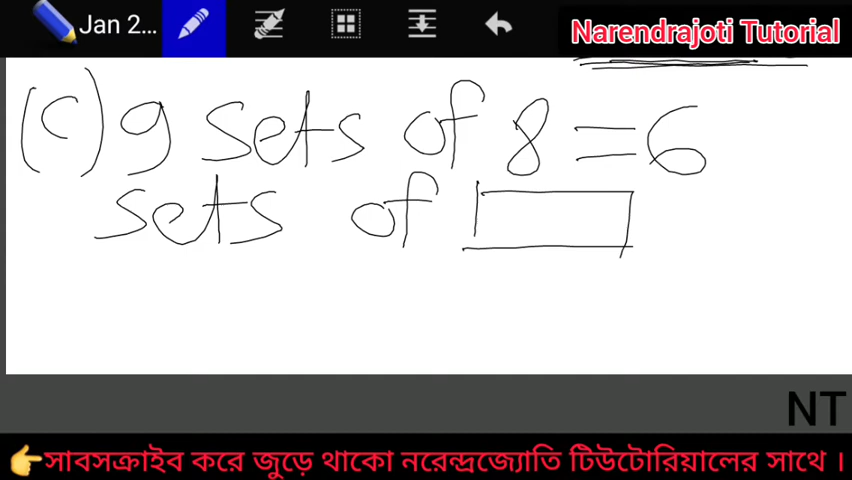 Jan 2...
Narendrajoti Tutorial
(c) 9 sets of 8 = 6
sets of
NT
👉সাবসক্রাইব করে জুড়ে থাকো নরেন্দ্রজ্যোতি টিউটোরিয়ালের সাথে ।